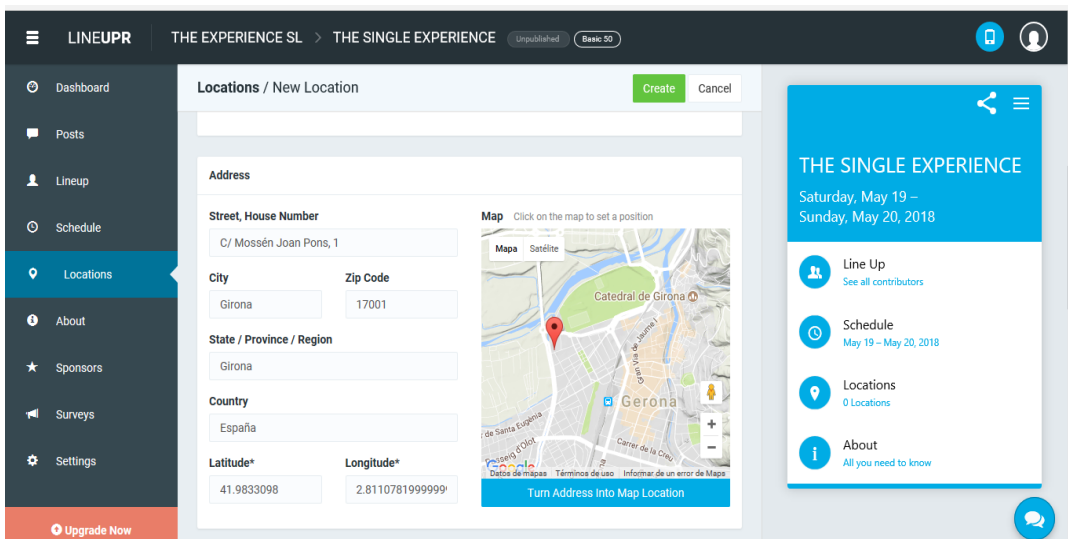 LINEUPR
THE EXPERIENCE SL > THE SINGLE EXPERIENCE
Unpublished
Basic 50
Dashboard
Posts
Lineup
Schedule
Locations
About
Sponsors
Surveys
Settings
Upgrade Now
Locations / New Location
Create
Cancel
Address
Street, House Number
C/ Mossén Joan Pons, 1
City
Zip Code
Girona
17001
State / Province / Region
Girona
Country
España
Latitude*
Longitude*
41.9833098
2.8110781999999
Map Click on the map to set a position
Mapa
Satélite
Catedral de Girona
Gran Via de Jaume I
Gerona
de Santa Eugènia
Passeig d'Olot
Carrer de la Creu
Google
Datos de mapas
Términos de uso
Informar de un error de Maps
Turn Address Into Map Location
THE SINGLE EXPERIENCE
Saturday, May 19 –
Sunday, May 20, 2018
Line Up
See all contributors
Schedule
May 19 – May 20, 2018
Locations
0 Locations
About
All you need to know